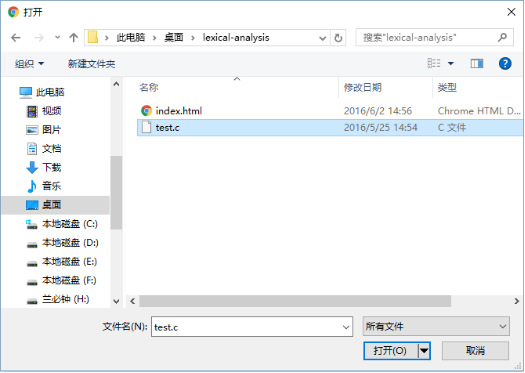 打开
此电脑 > 桌面 > lexical-analysis
搜索"lexical-analysis"
组织
新建文件夹
名称
修改日期
类型
此电脑
视频
图片
文档
下载
音乐
桌面
本地磁盘 (C:)
本地磁盘 (D:)
本地磁盘 (E:)
本地磁盘 (F:)
兰必钟 (H:)
index.html 2016/6/2 14:56 Chrome HTML D...
test.c 2016/5/25 14:54 C 文件
文件名(N): test.c
所有文件
打开(O)
取消